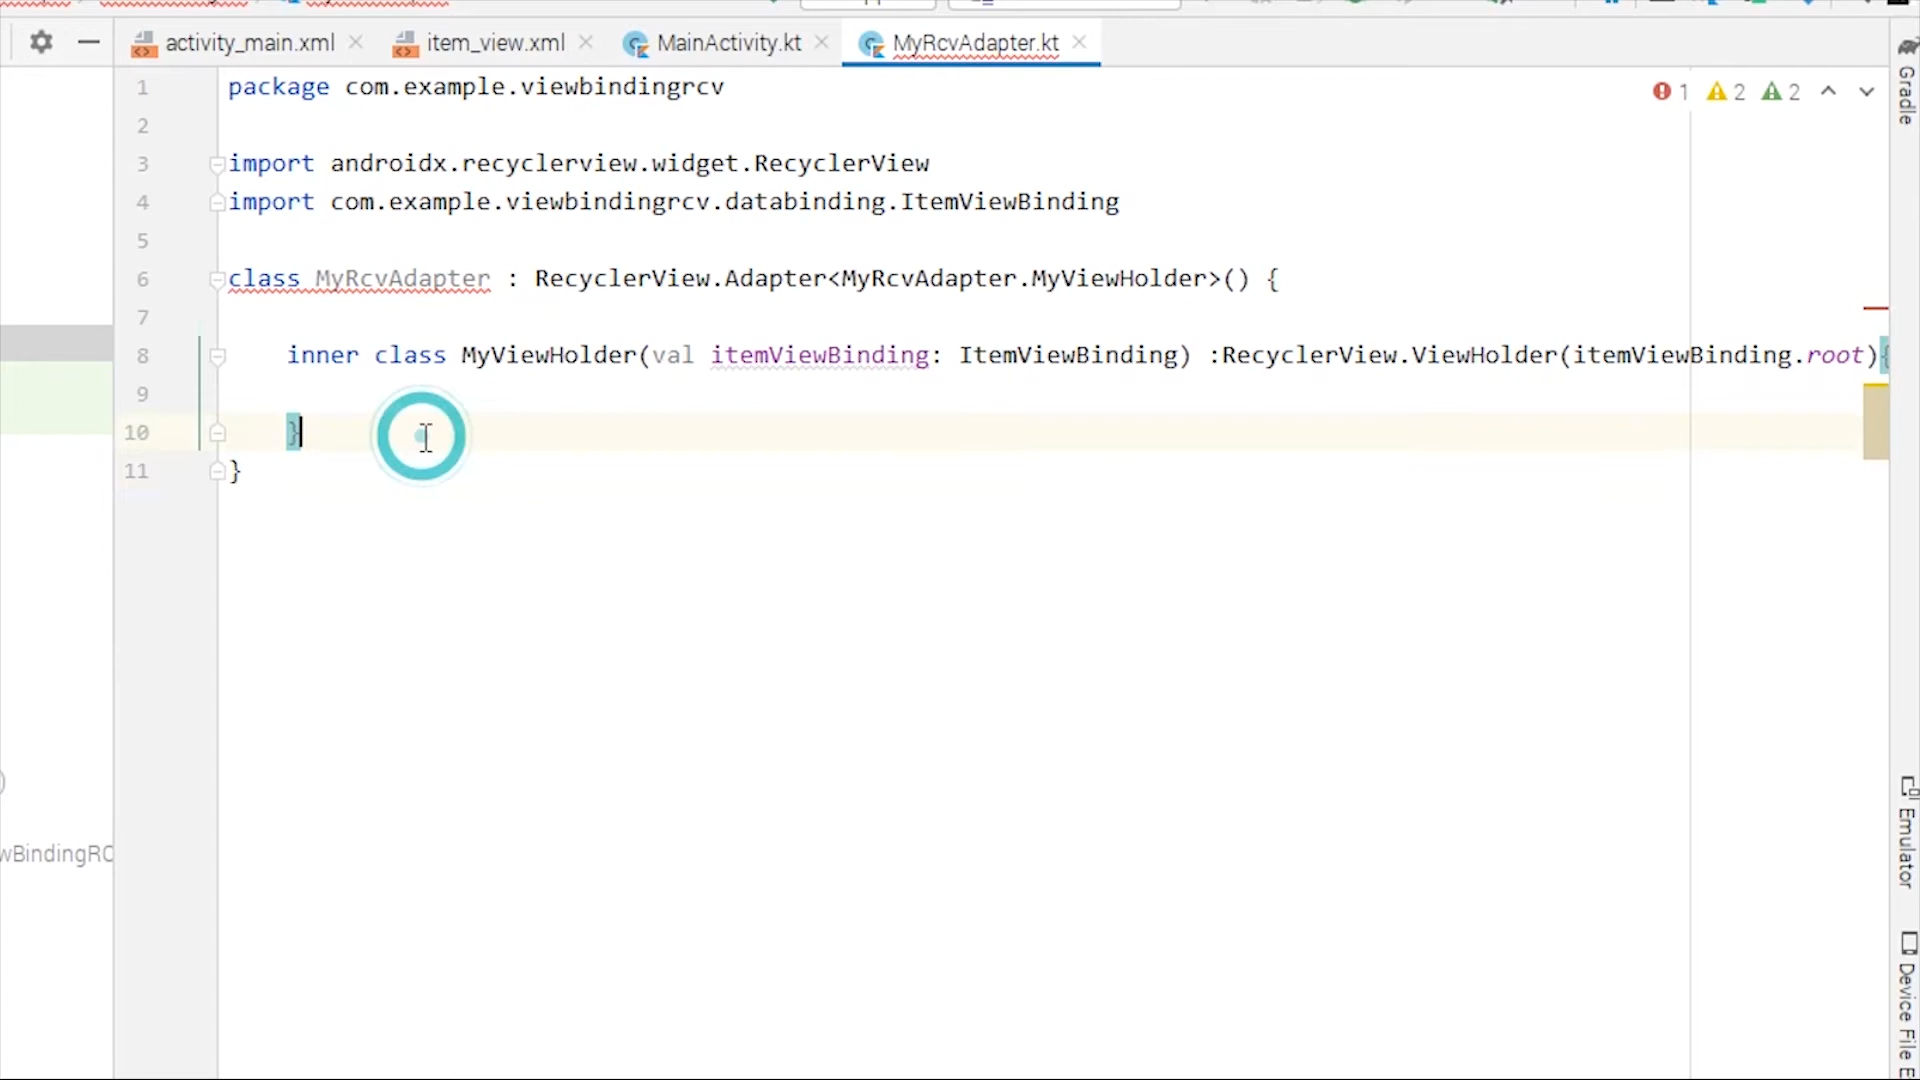 activity_main.xml item_view.xml MainActivity.kt MyRcvAdapter.kt
1 package com.example.viewbindingrcv
1 2 2
2
3 import androidx.recyclerview.widget.RecyclerView
4 import com.example.viewbindingrcv.databinding.ItemViewBinding
5
6 class MyRcvAdapter : RecyclerView.Adapter<MyRcvAdapter.MyViewHolder>() {
7
8 inner class MyViewHolder(val itemViewBinding: ItemViewBinding) :RecyclerView.ViewHolder(itemViewBinding.root){
9
10 }
11 }
)
wBindingRC
Gradle
Emulator
Device File E